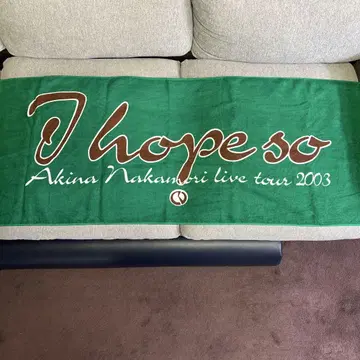 I hope so
Akina Nakamori live tour 2003